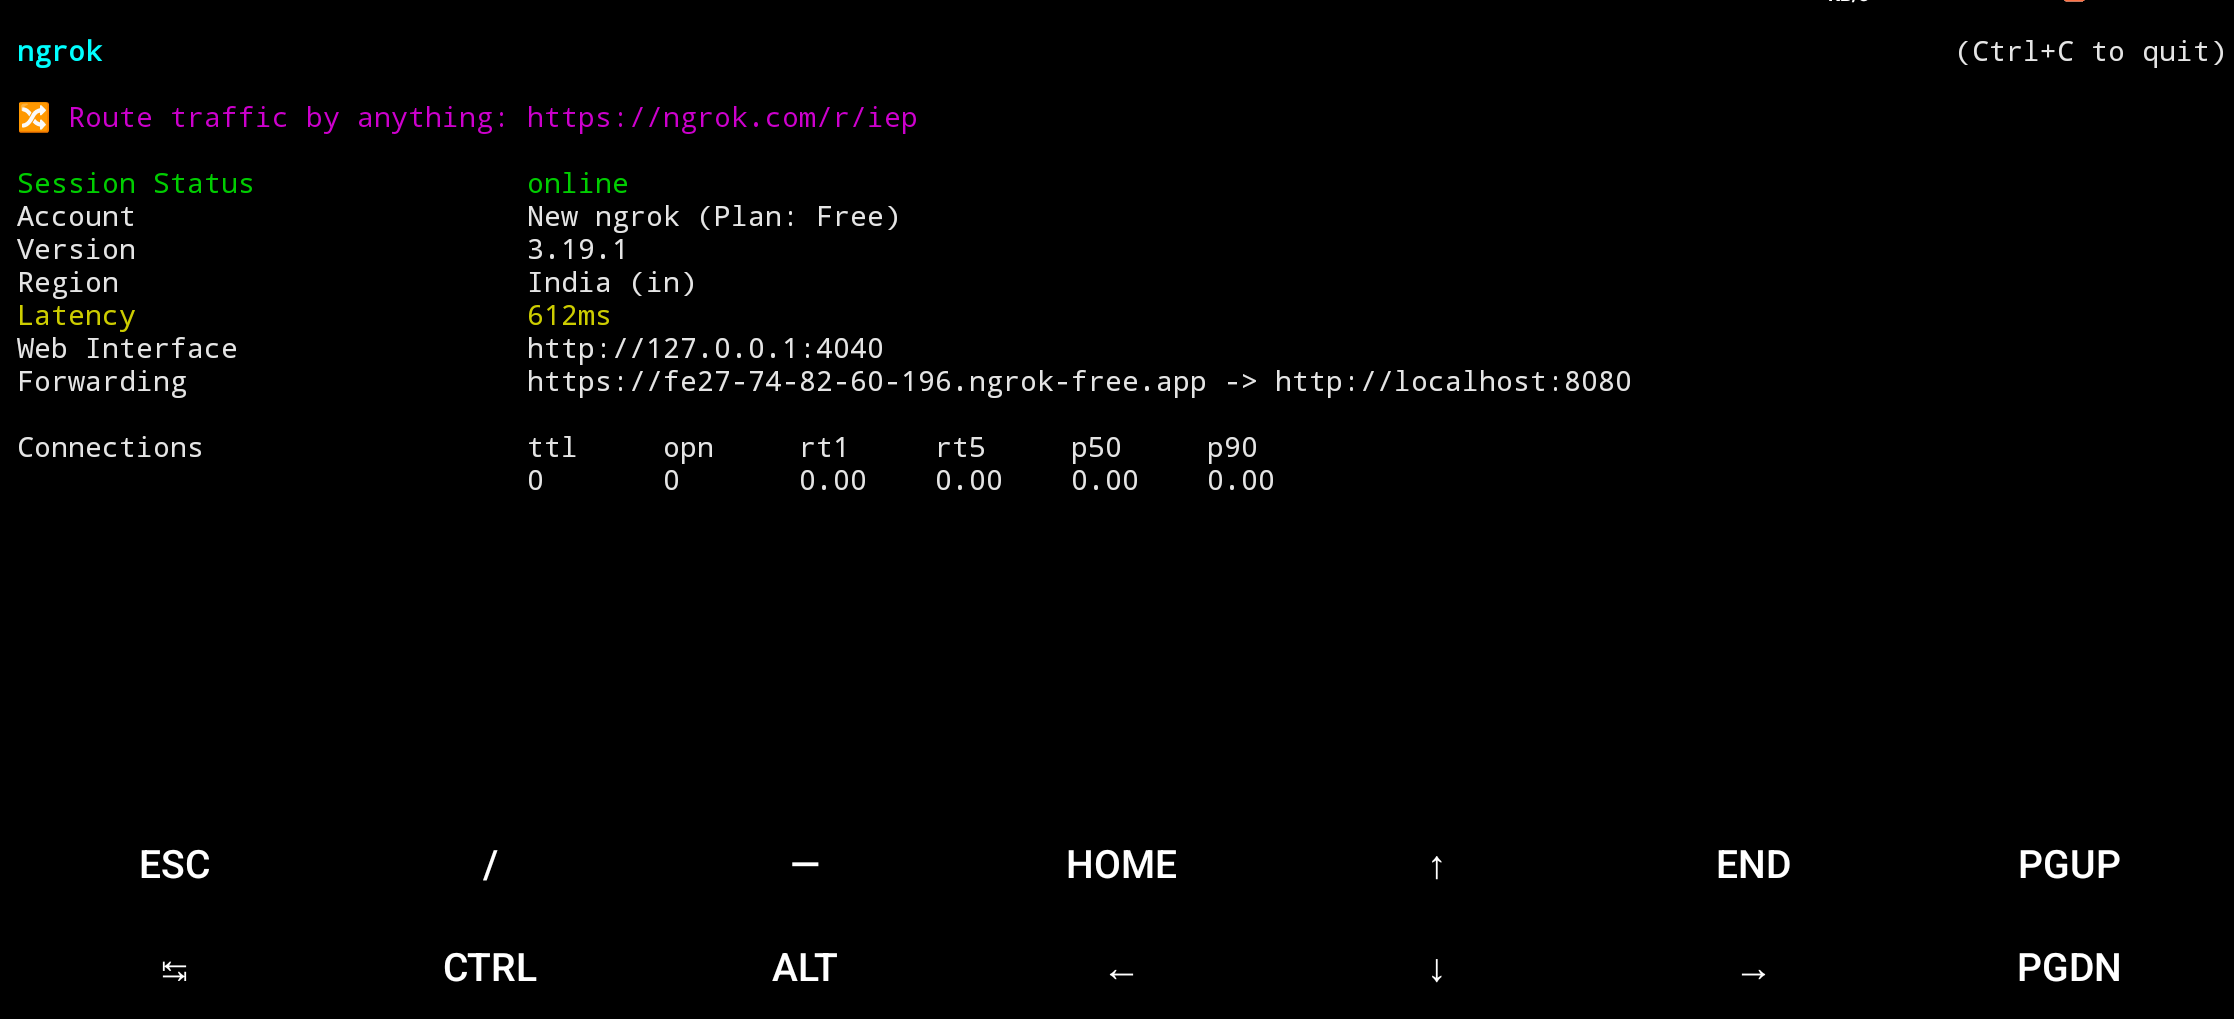 ngrok (Ctrl+C to quit)
Route traffic by anything: https://ngrok.com/r/iep
Session Status online
Account New ngrok (Plan: Free)
Version 3.19.1
Region India (in)
Latency 612ms
Web Interface http://127.0.0.1:4040
Forwarding https://fe27-74-82-60-196.ngrok-free.app -> http://localhost:8080
Connections ttl opn rt1 rt5 p50 p90
0 0 0.00 0.00 0.00 0.00
ESC / — HOME ↑ END PGUP
↹ CTRL ALT ← ↓ → PGDN